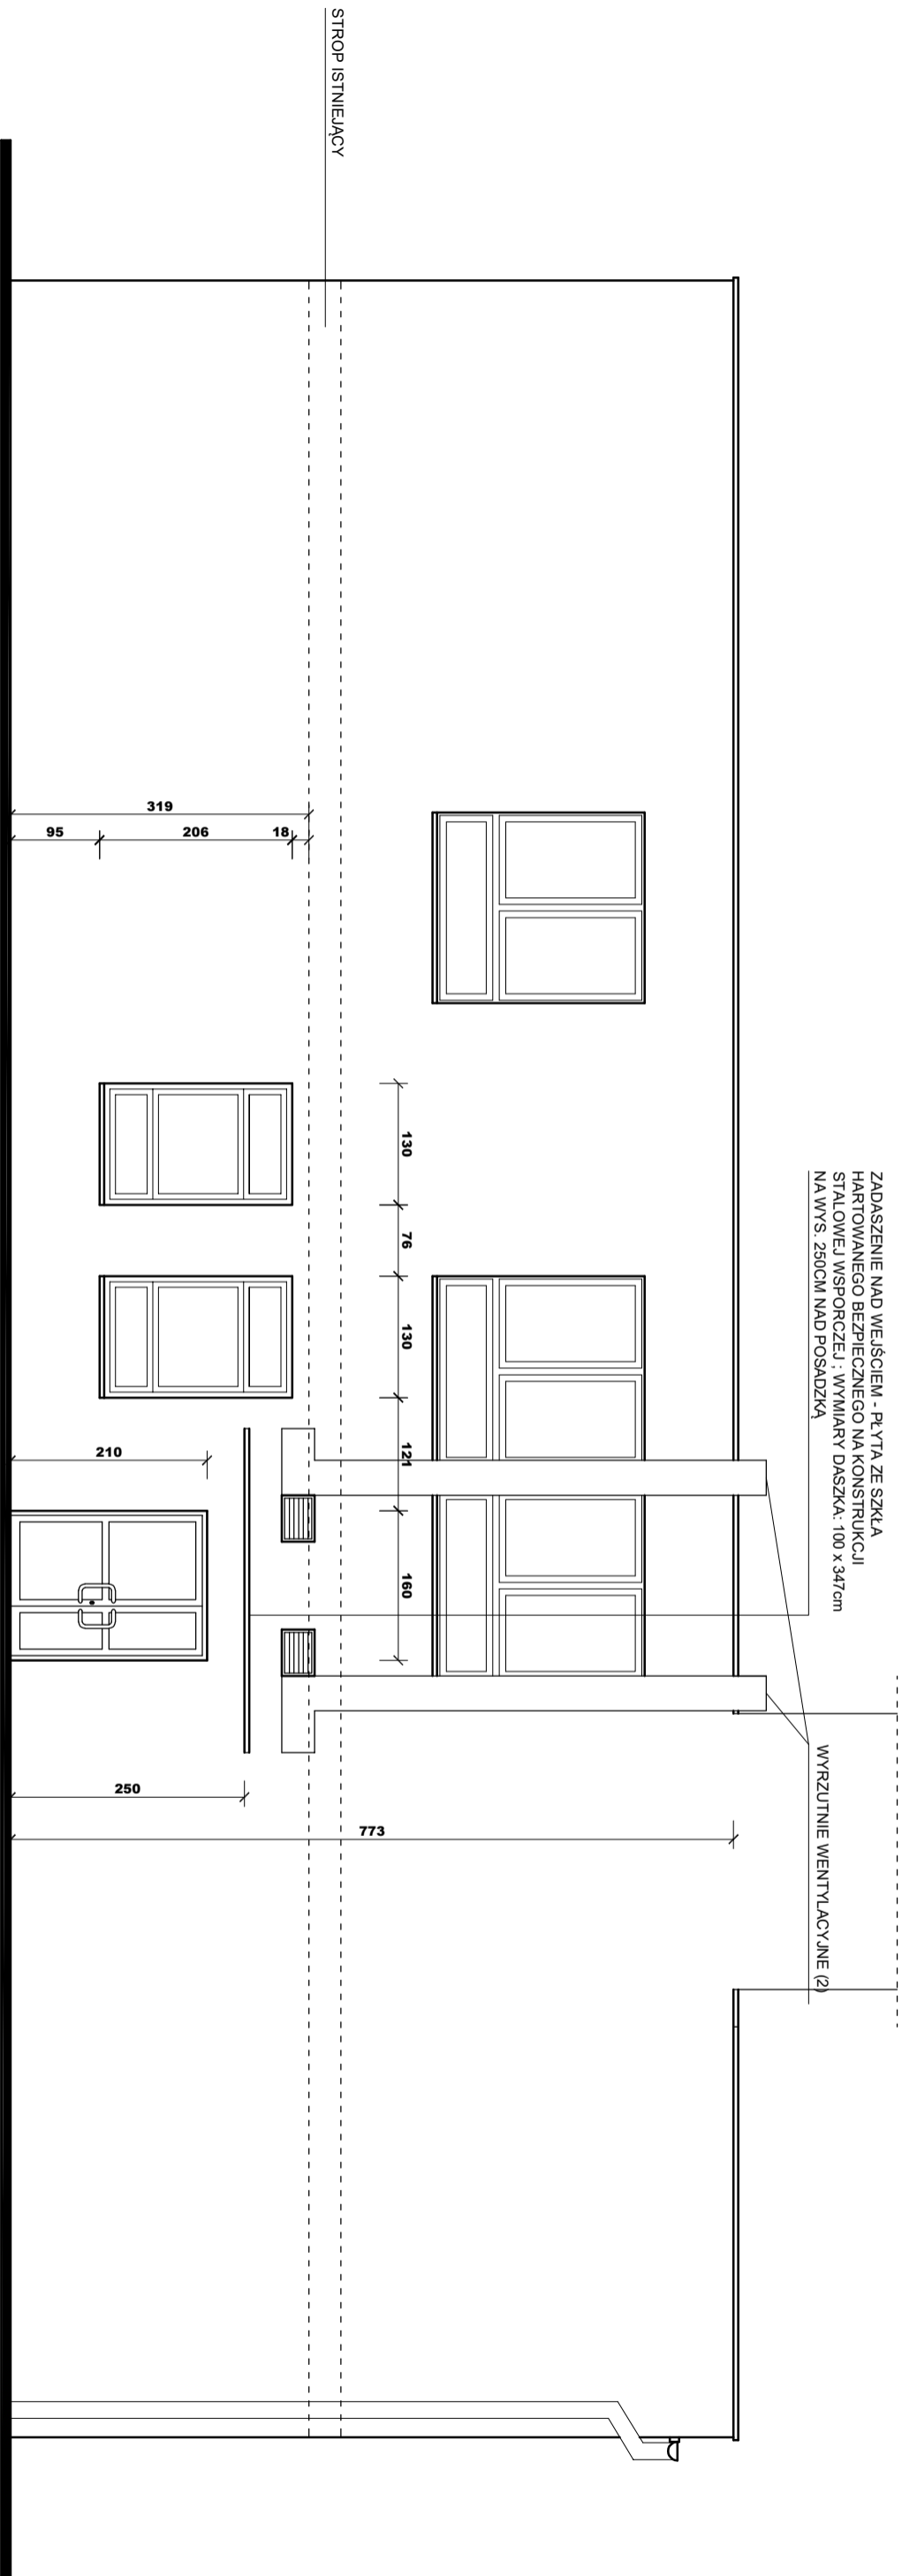 STROP ISTNIEJĄCY
ZADASZENIE NAD WEJŚCIEM - PŁYTA ZE SZKŁA
HARTOWANEGO BEZPIECZNEGO NA KONSTRUKCJI
STALOWEJ WSPORCZEJ ; WYMIARY DASZKA: 100 x 347cm
NA WYS. 250CM NAD POSADZKĄ
WYRZUTNIE WENTYLACYJNE (2)
130
76
130
121
160
319
95
206
18
210
250
773